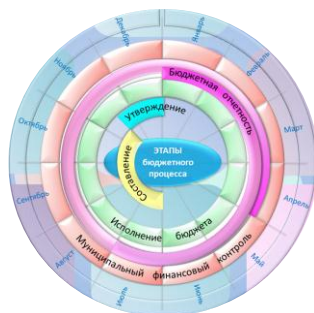 Январь
Февраль
Март
Апрель
Май
Июнь
Июль
Август
Сентябрь
Октябрь
Ноябрь
Декабрь
Бюджетная отчетность
Утверждение
ЭТАПЫ
бюджетного
процесса
Составление
Исполнение бюджета
Муниципальный финансовый контроль